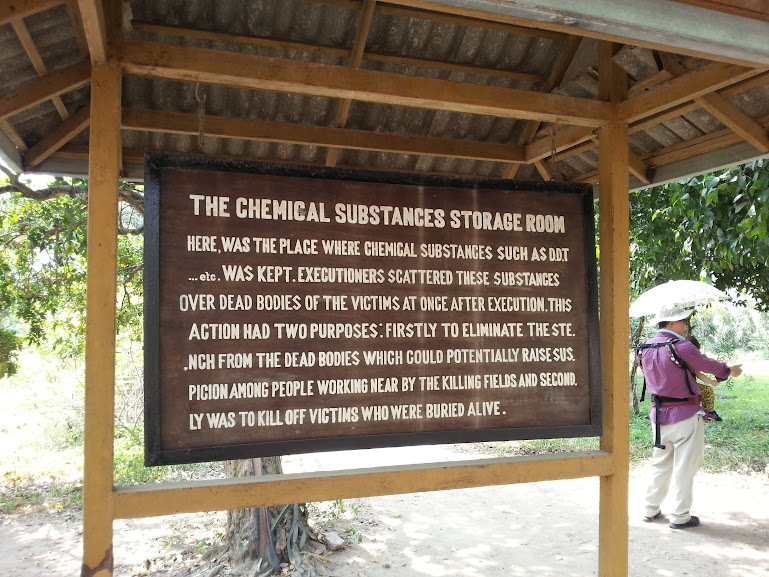 THE CHEMICAL SUBSTANCES STORAGE ROOM
HERE, WAS THE PLACE WHERE CHEMICAL SUBSTANCES SUCH AS D.D.T
...etc. WAS KEPT. EXECUTIONERS SCATTERED THESE SUBSTANCES
OVER DEAD BODIES OF THE VICTIMS AT ONCE AFTER EXECUTION. THIS
ACTION HAD TWO PURPOSES: FIRSTLY TO ELIMINATE THE STE.
.NCH FROM THE DEAD BODIES WHICH COULD POTENTIALLY RAISE SUS.
PICION AMONG PEOPLE WORKING NEAR BY THE KILLING FIELDS AND SECOND.
LY WAS TO KILL OFF VICTIMS WHO WERE BURIED ALIVE.